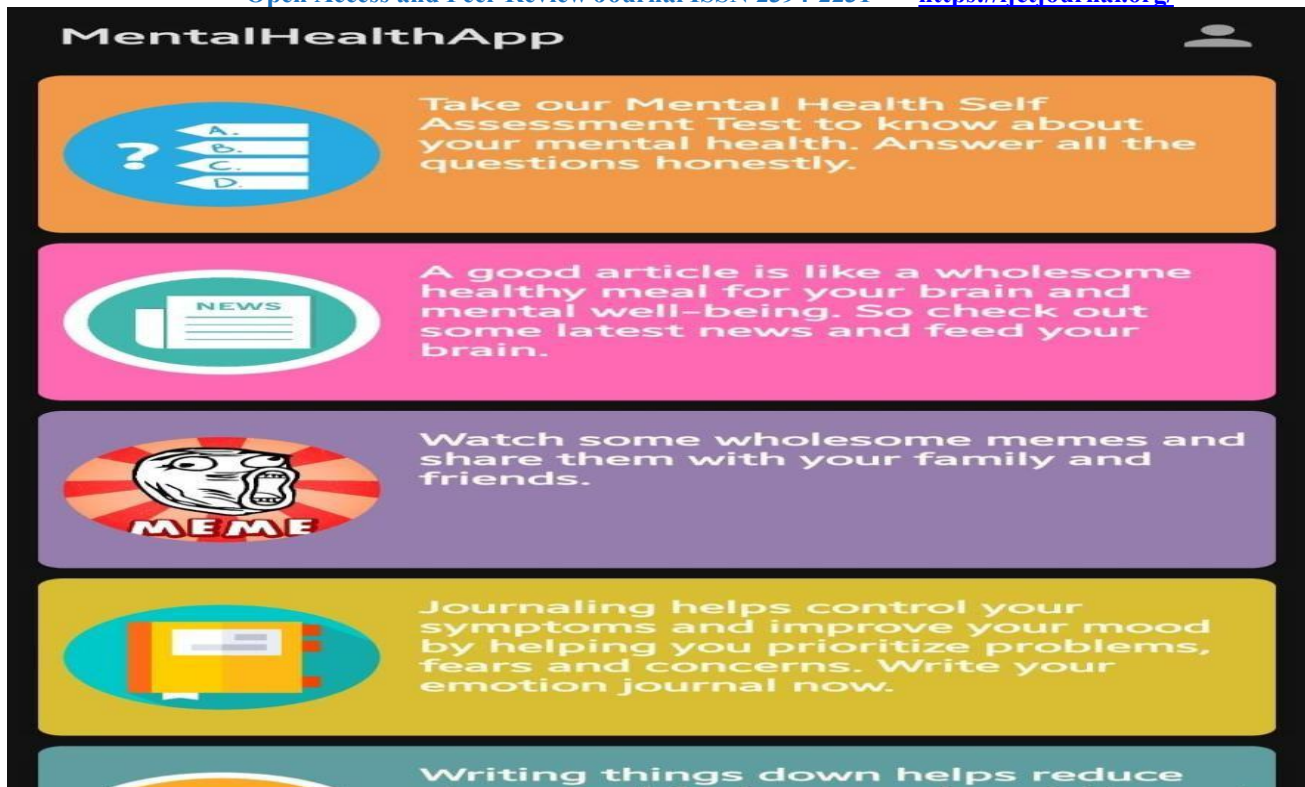 MentalHealthApp
Take our Mental Health Self
Assessment Test to know about
your mental health. Answer all the
questions honestly.
A.
?
B.
C.
D.
A good article is like a wholesome
healthy meal for your brain and
mental well-being. So check out
some latest news and feed your
brain.
NEWS
Watch some wholesome memes and
share them with your family and
friends.
MEME
Journaling helps control your
symptoms and improve your mood
by helping you prioritize problems,
fears and concerns. Write your
emotion journal now.
Writing things down helps reduce